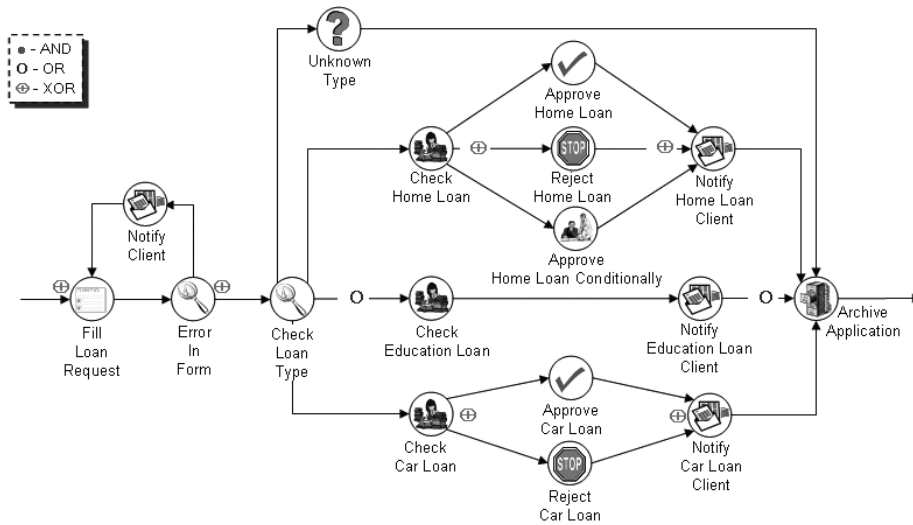 ● - AND
O - OR
⊕ - XOR
?
Unknown
Type
Approve
Home Loan
⊕
STOP
⊕
Check
Home Loan
Reject
Home Loan
Notify
Home Loan
Client
Notify
Client
Approve
Home Loan Conditionally
⊕
⊕
O
O
Fill
Loan
Request
Error
In
Form
Check
Loan
Type
Check
Education Loan
Notify
Education Loan
Client
Archive
Application
Approve
Car Loan
⊕
⊕
Check
Car Loan
STOP
Notify
Car Loan
Client
Reject
Car Loan